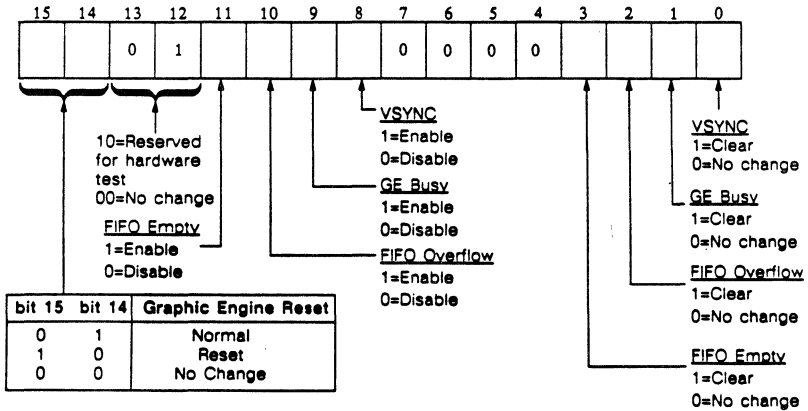 15 14 13 12 11 10 9 8 7 6 5 4 3 2 1 0
0 1 0 0 0 0
10=Reserved
for hardware
test
00=No change
FIFO Empty
1=Enable
0=Disable
VSYNC
1=Enable
0=Disable
GE Busy
1=Enable
0=Disable
FIFO Overflow
1=Enable
0=Disable
VSYNC
1=Clear
0=No change
GE Busy
1=Clear
0=No change
FIFO Overflow
1=Clear
0=No change
FIFO Empty
1=Clear
0=No change
bit 15 bit 14 Graphic Engine Reset
0 1 Normal
1 0 Reset
0 0 No Change